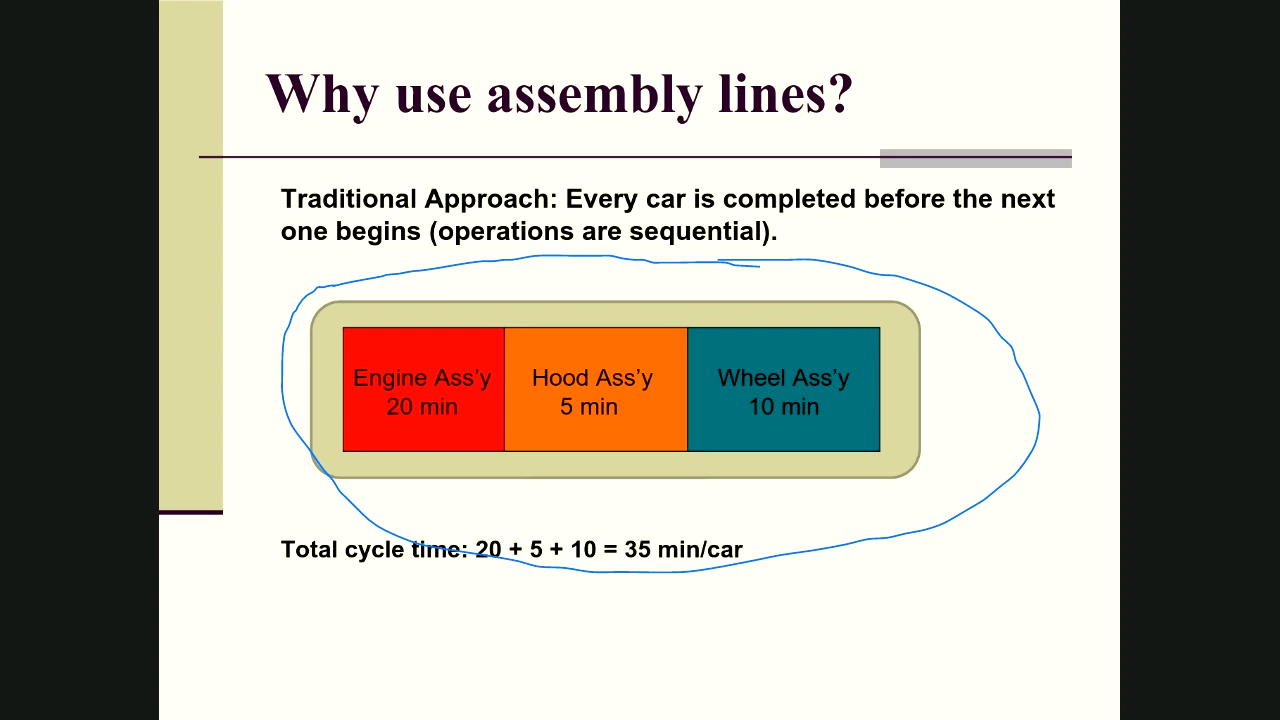 Why use assembly lines?
Traditional Approach: Every car is completed before the next
one begins (operations are sequential).
Engine Ass’y
20 min
Hood Ass’y
5 min
Wheel Ass’y
10 min
Total cycle time: 20 + 5 + 10 = 35 min/car